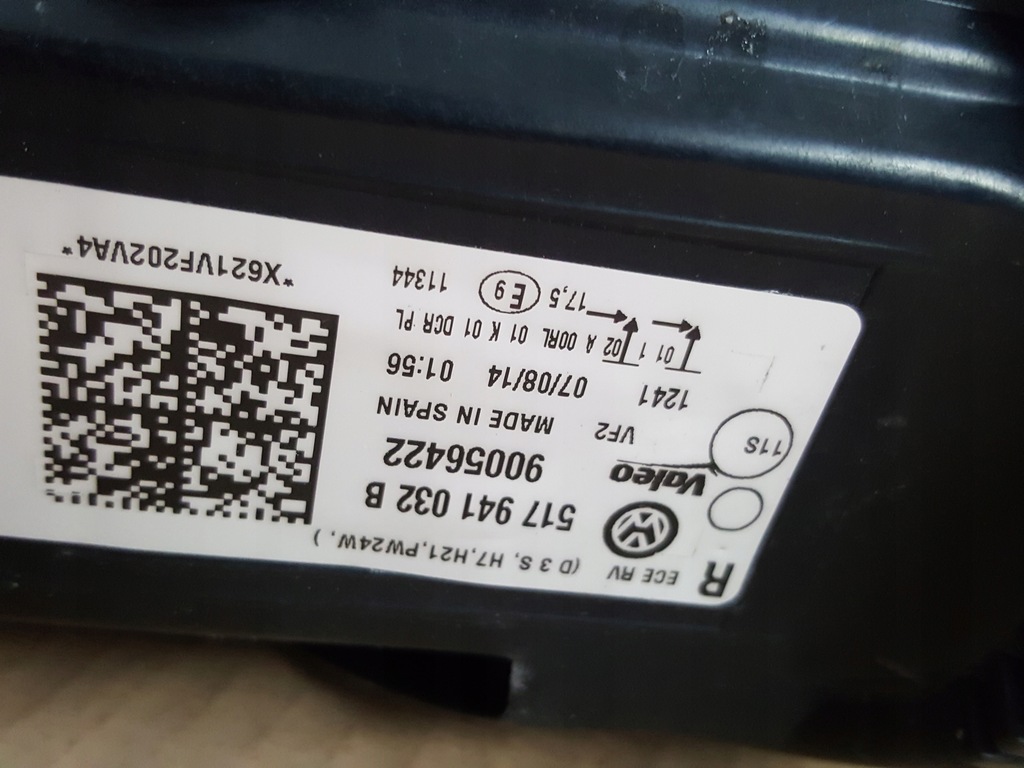 R ECE RV (D 3 S, H7,H21,PW24W, )
517 941 032 B
Valeo 90056422
11S VF2 MADE IN SPAIN
1241 07/08/14 01:56
01 1 02 A 00RL 01 K 01 DCR PL
17,5 E9 11344
*X621VF202VA4*